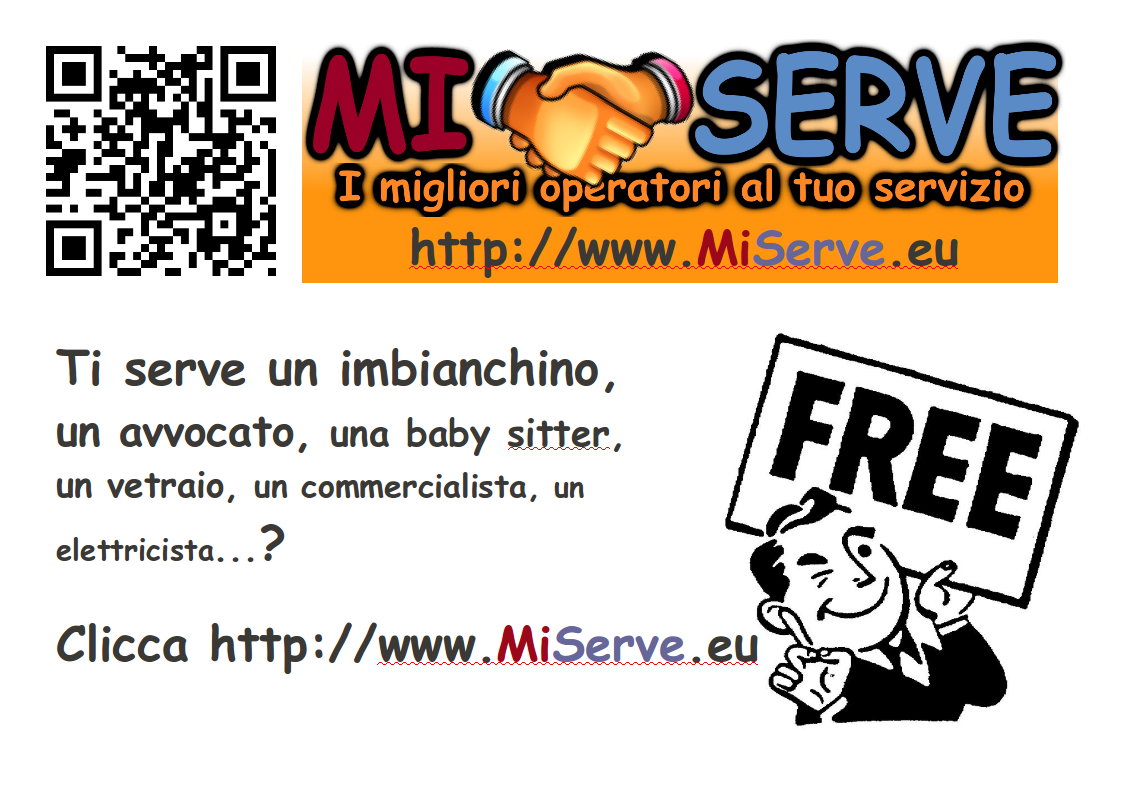 MI SERVE
I migliori operatori al tuo servizio
http://www.MiServe.eu
Ti serve un imbianchino,
un avvocato, una baby sitter,
un vetraio, un commercialista, un
elettricista...?
FREE
Clicca http://www.MiServe.eu